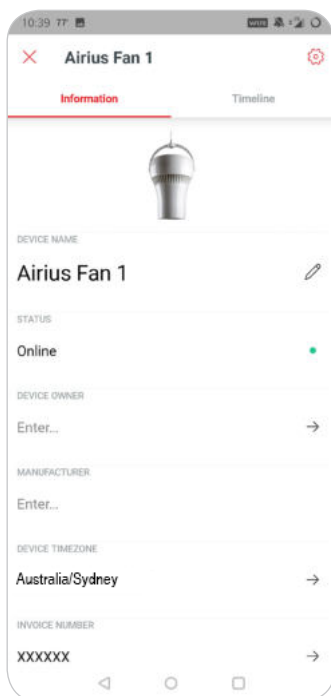 10:39 77°
Airius Fan 1
Information Timeline
DEVICE NAME
Airius Fan 1
STATUS
Online
DEVICE OWNER
Enter...
MANUFACTURER
Enter...
DEVICE TIMEZONE
Australia/Sydney
INVOICE NUMBER
XXXXXX